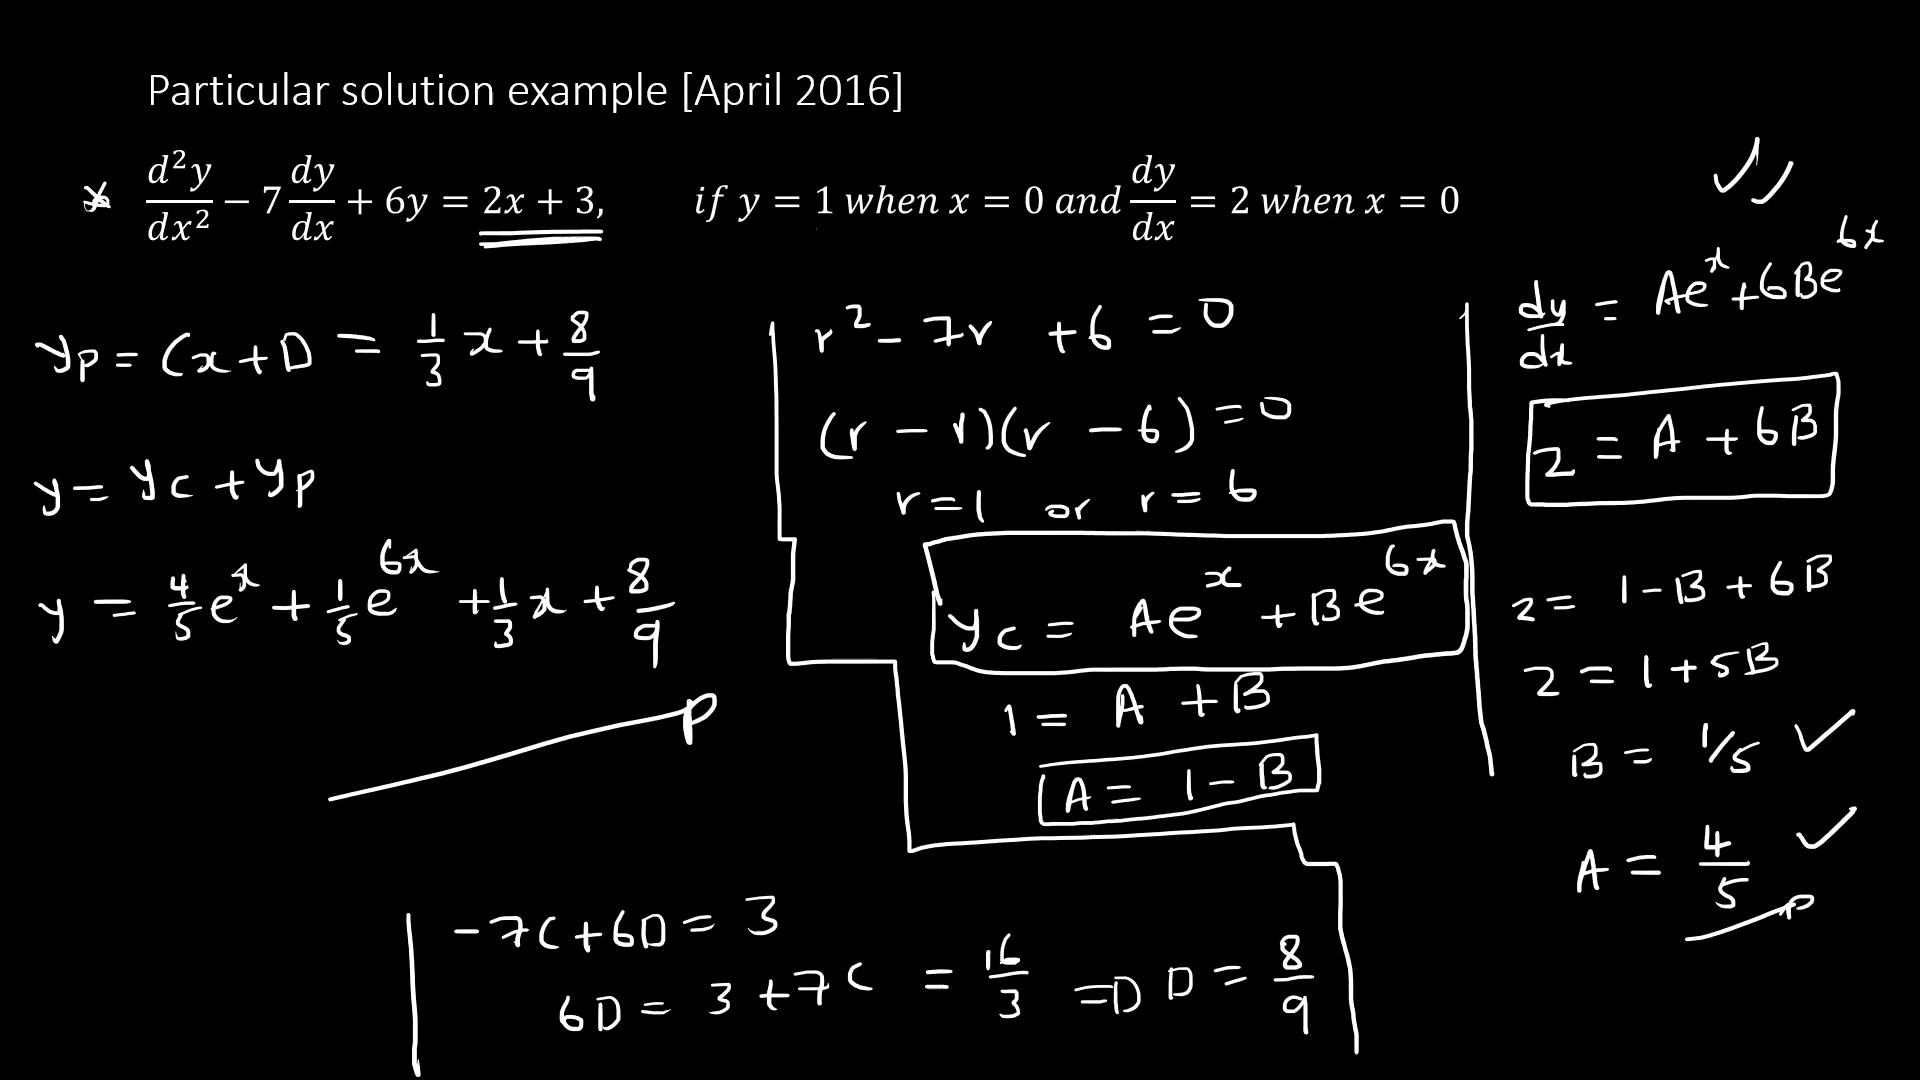 Particular solution example [April 2016]
* d²y/dx² − 7 dy/dx + 6y = 2x + 3, if y = 1 when x = 0 and dy/dx = 2 when x = 0
yp = Cx + D = 1/3 x + 8/9
y = yc + yp
y = 4/5 e^x + 1/5 e^6x + 1/3 x + 8/9
r² − 7r + 6 = 0
(r − 1)(r − 6) = 0
r = 1 or r = 6
yc = Ae^x + Be^6x
1 = A + B
A = 1 − B
−7C + 6D = 3
6D = 3 + 7C = 16/3 ⇒ D = 8/9
dy/dx = Ae^x + 6Be^6x
2 = A + 6B
2 = 1 − B + 6B
2 = 1 + 5B
B = 1/5 ✓
A = 4/5 ✓